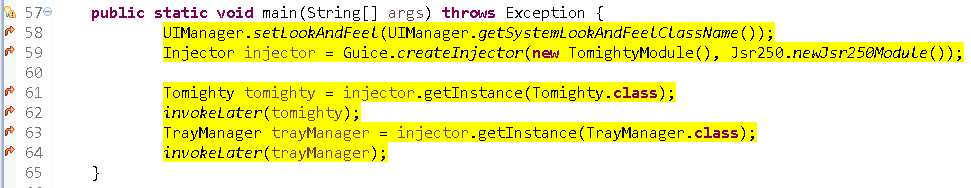 57 public static void main(String[] args) throws Exception {
58 UIManager.setLookAndFeel(UIManager.getSystemLookAndFeelClassName());
59 Injector injector = Guice.createInjector(new TomightyModule(), Jsr250.newJsr250Module());
60
61 Tomighty tomighty = injector.getInstance(Tomighty.class);
62 invokeLater(tomighty);
63 TrayManager trayManager = injector.getInstance(TrayManager.class);
64 invokeLater(trayManager);
65 }